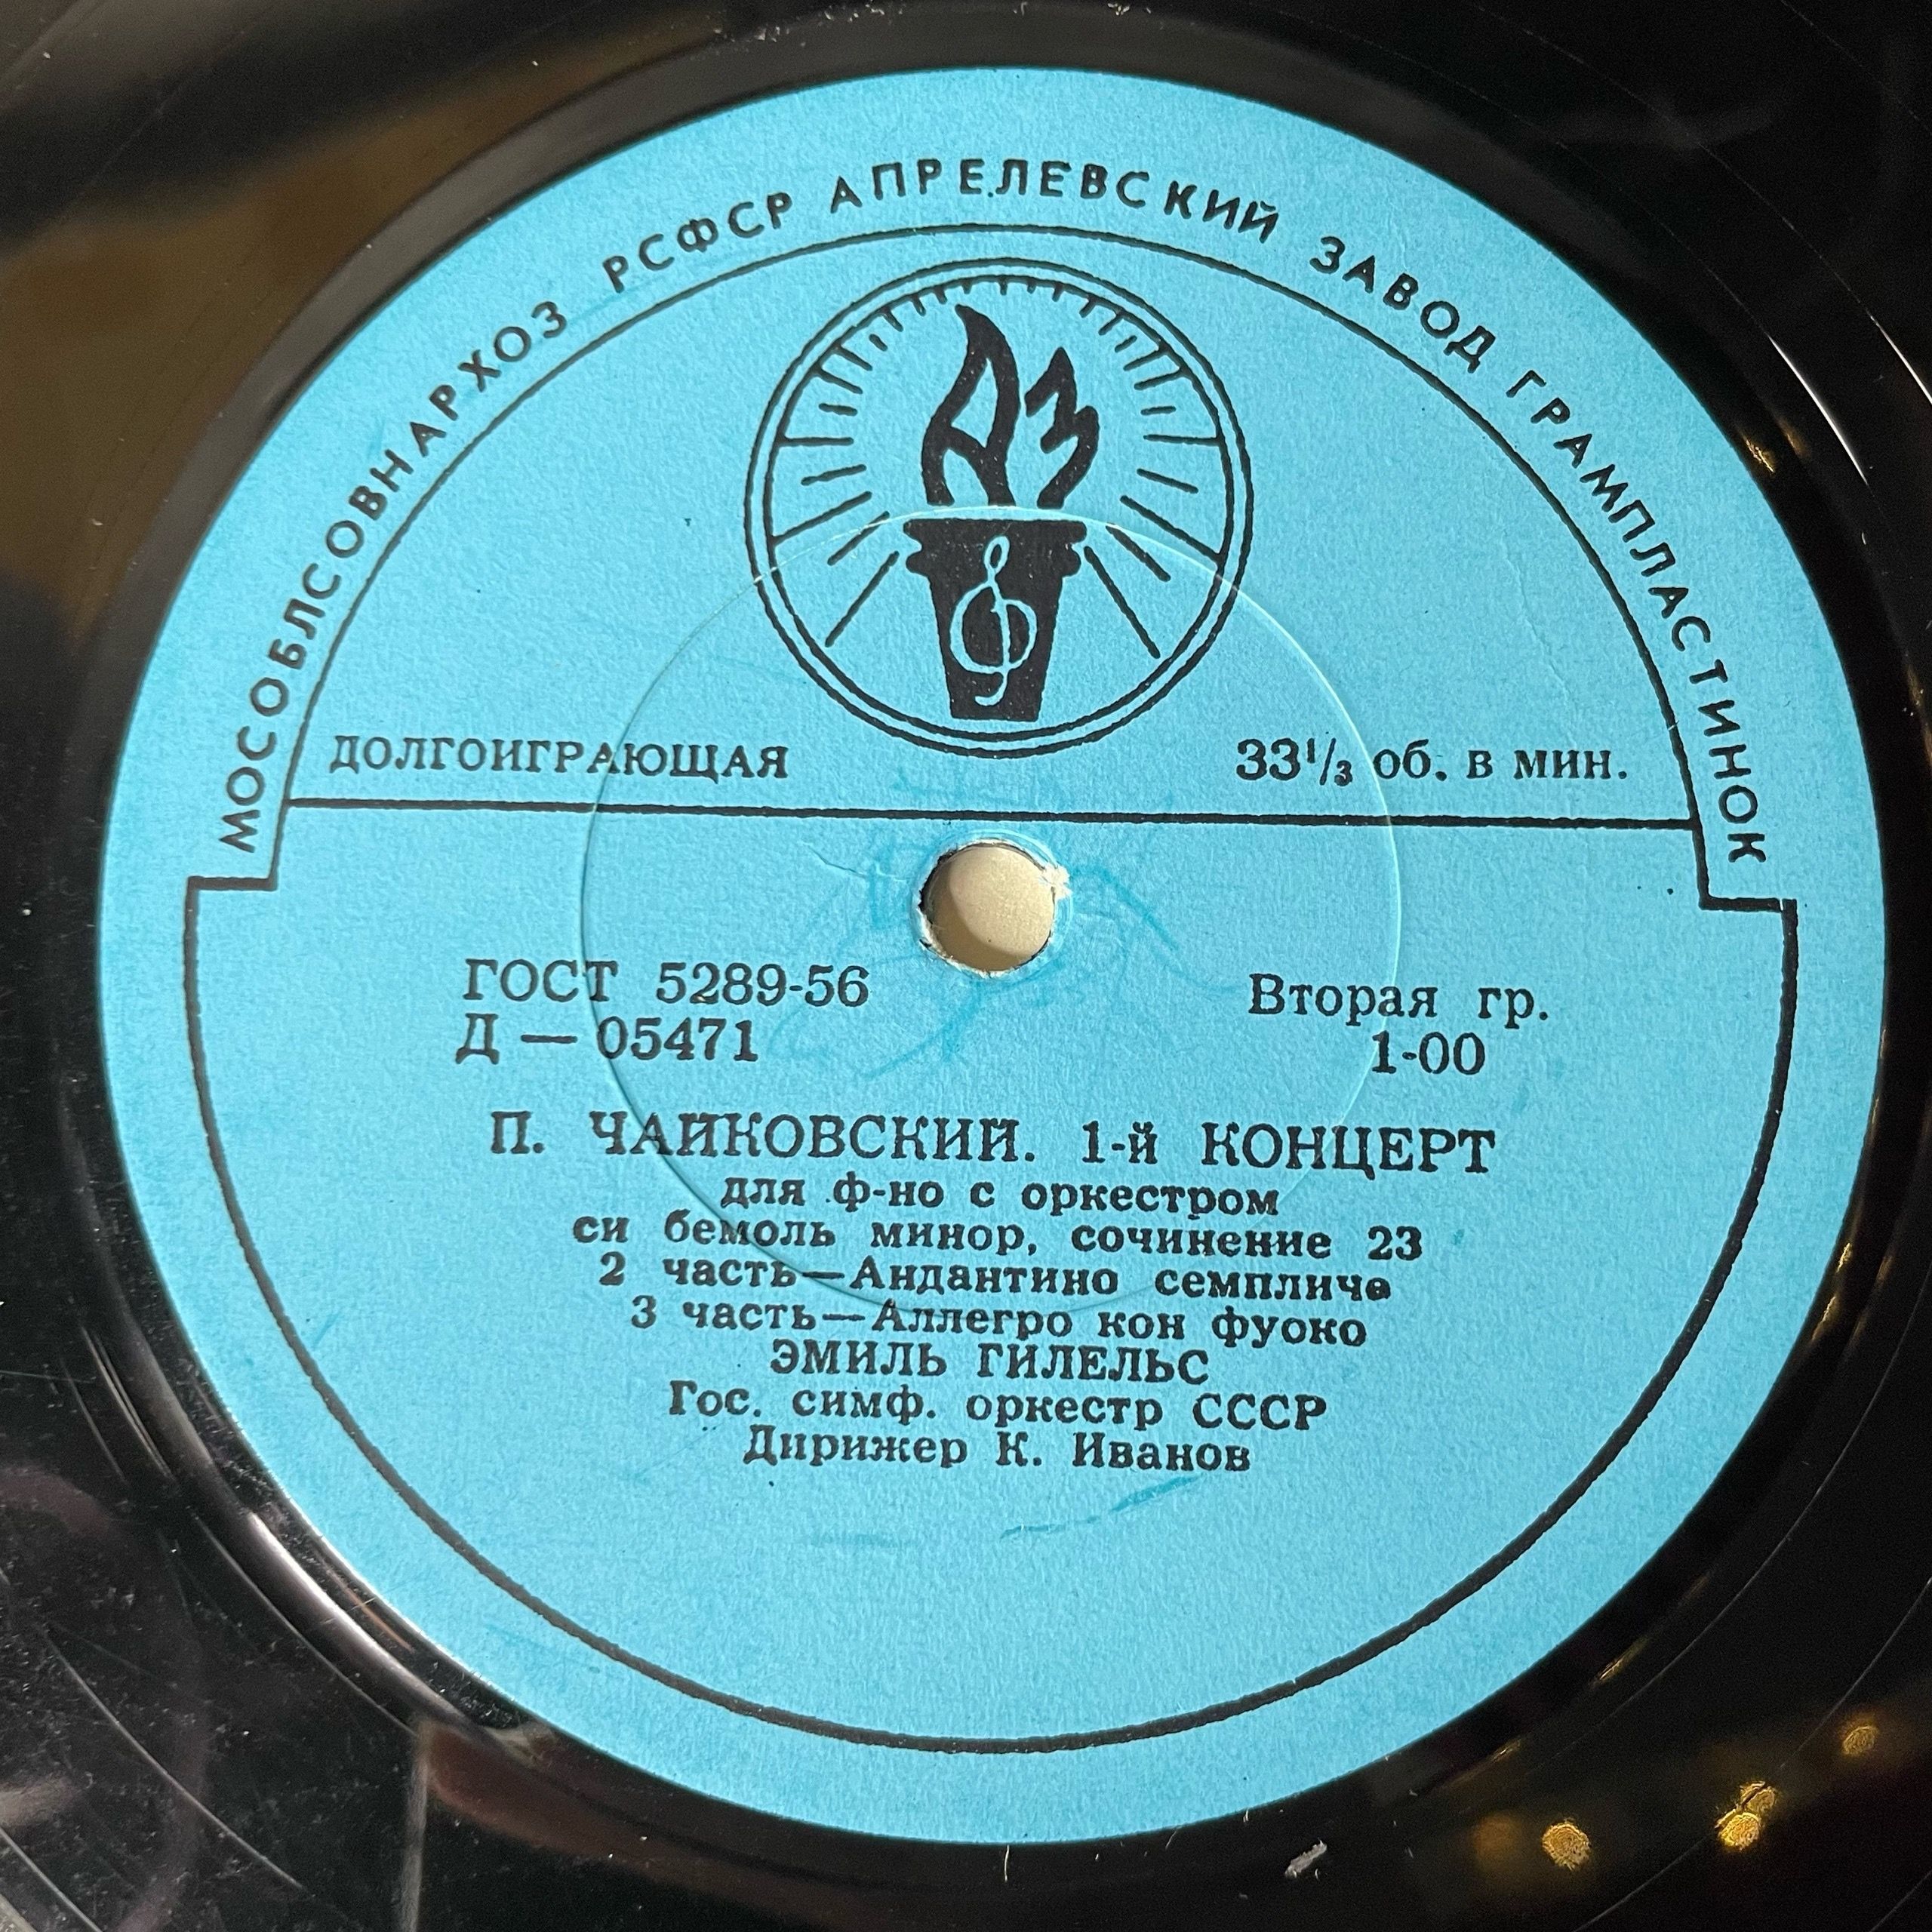 МОСОБЛСОВНАРХОЗ РСФСР АПРЕЛЕВСКИЙ ЗАВОД ГРАМПЛАСТИНОК
АЗ
ДОЛГОИГРАЮЩАЯ 33⅓ об. в мин.
ГОСТ 5289-56 Вторая гр.
Д — 05471 1-00
П. ЧАЙКОВСКИЙ. 1-й КОНЦЕРТ
для ф-но с оркестром
си бемоль минор, сочинение 23
2 часть—Андантино семпличе
3 часть—Аллегро кон фуоко
ЭМИЛЬ ГИЛЕЛЬС
Гос. симф. оркестр СССР
Дирижер К. Иванов